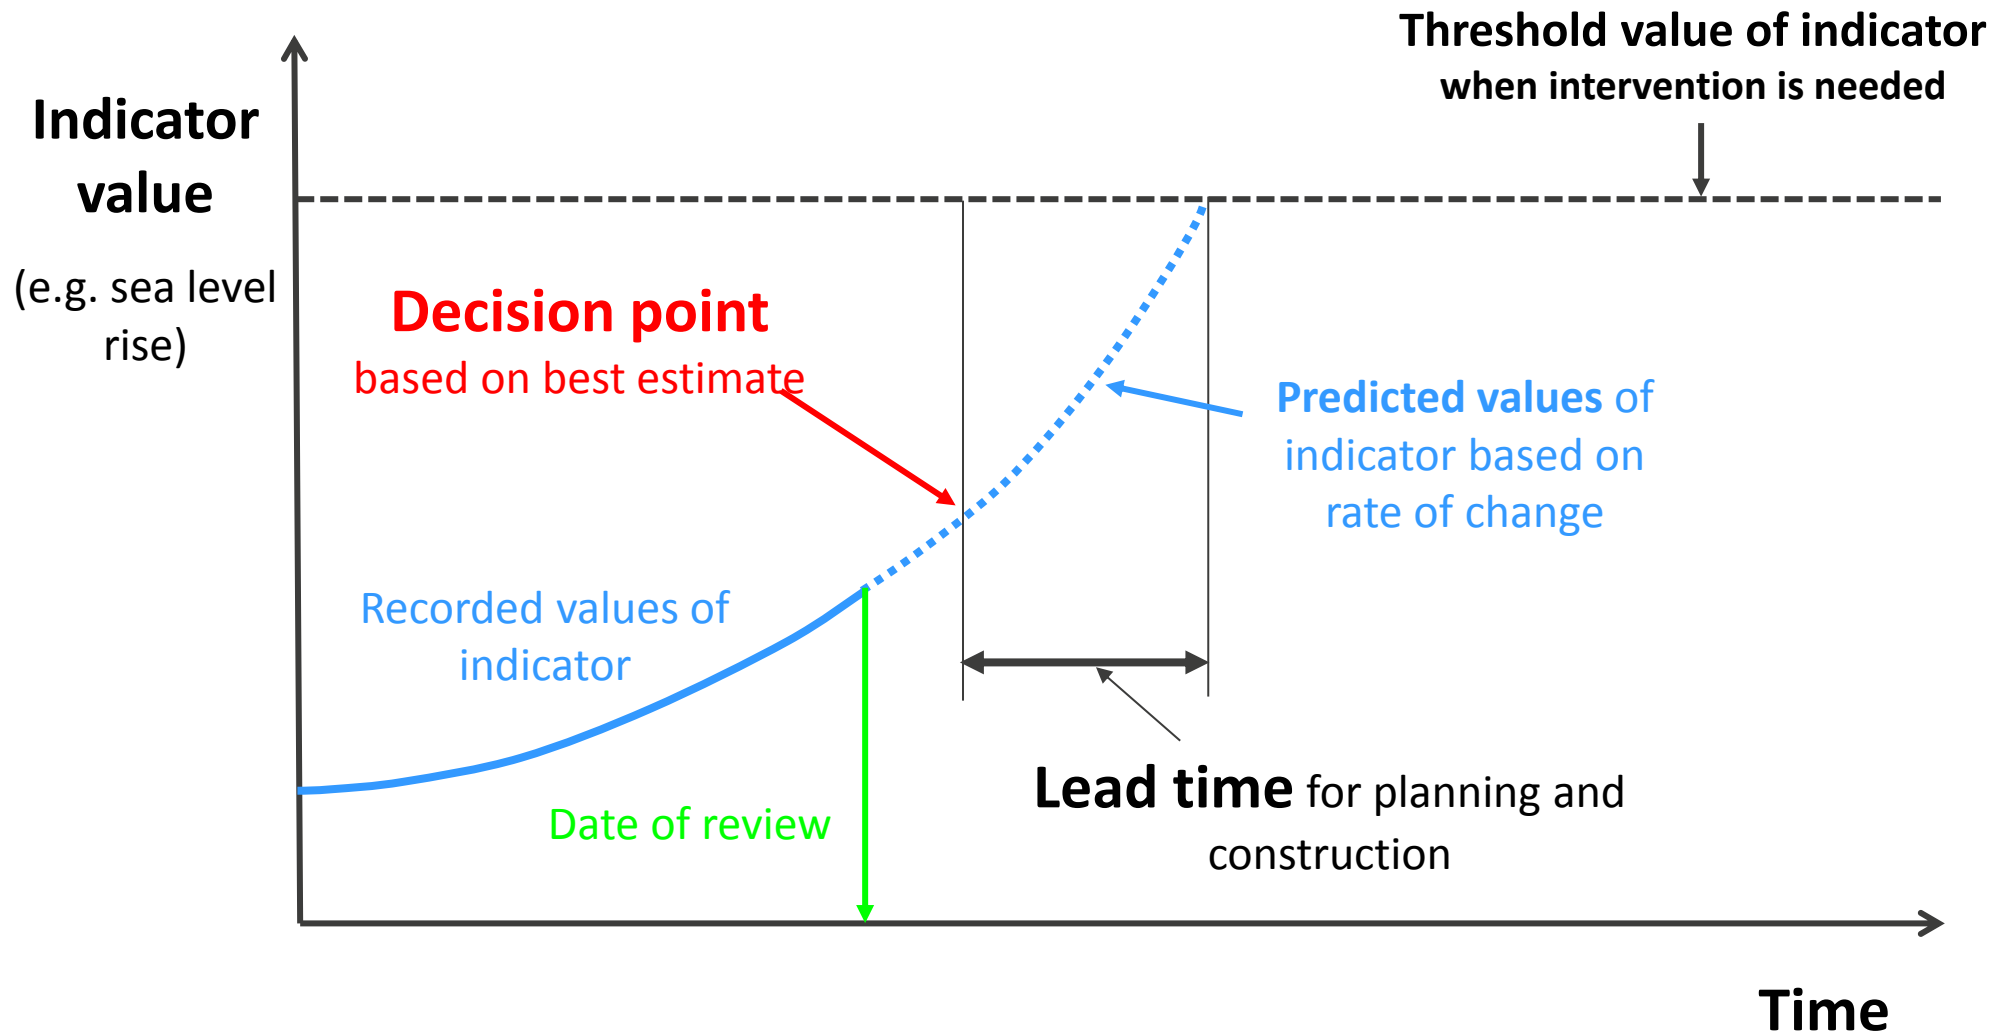 Threshold value of indicator
when intervention is needed
Indicator
value
(e.g. sea level
rise)
Decision point
based on best estimate
Predicted values of
indicator based on
rate of change
Recorded values of
indicator
Lead time for planning and
construction
Date of review
Time